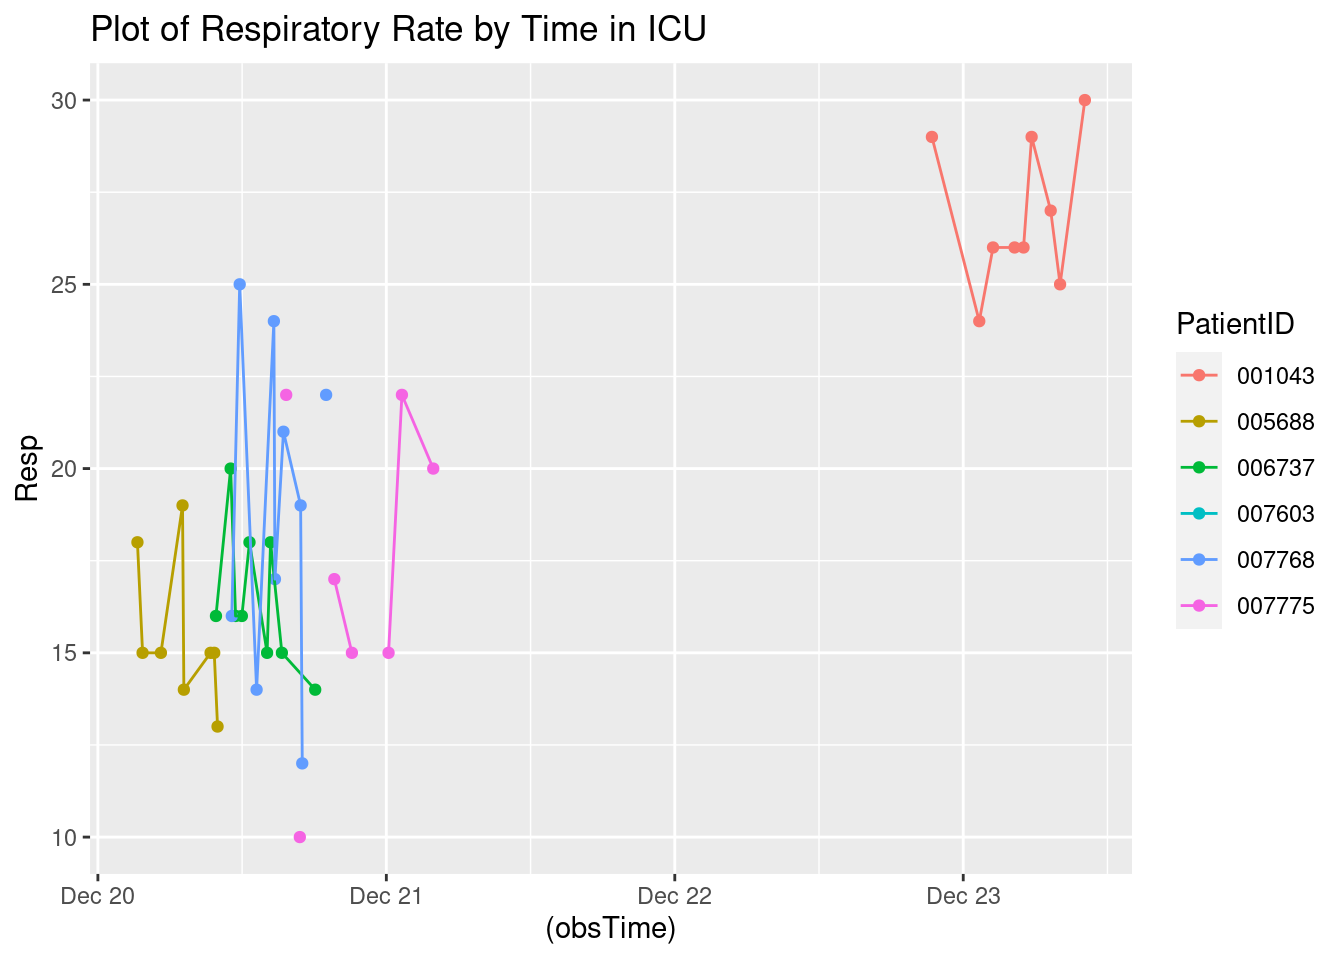 Plot of Respiratory Rate by Time in ICU
30
25
20
15
10
Resp
Dec 20
Dec 21
Dec 22
Dec 23
(obsTime)
PatientID
001043
005688
006737
007603
007768
007775